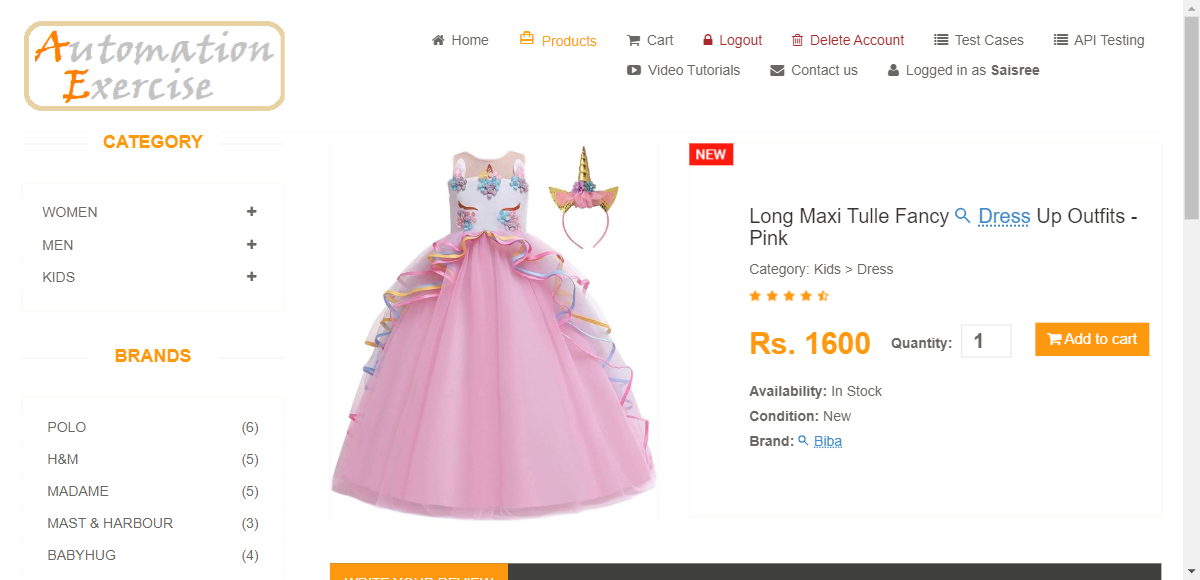 Automation
Exercise
Home Products Cart Logout Delete Account Test Cases API Testing
Video Tutorials Contact us Logged in as Saisree
CATEGORY
WOMEN
MEN
KIDS
BRANDS
POLO (6)
H&M (5)
MADAME (5)
MAST & HARBOUR (3)
BABYHUG (4)
NEW
Long Maxi Tulle Fancy Dress Up Outfits -
Pink
Category: Kids > Dress
Rs. 1600 Quantity: 1 Add to cart
Availability: In Stock
Condition: New
Brand: Biba
WRITE YOUR REVIEW